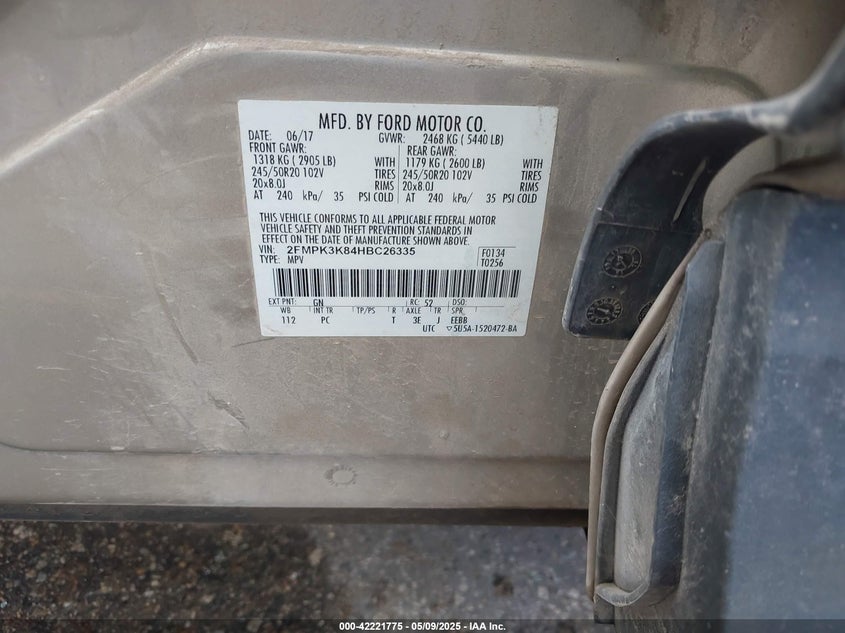 MFD. BY FORD MOTOR CO.
DATE: 06/17 GVWR: 2468 KG ( 5440 LB)
FRONT GAWR: REAR GAWR:
1318 KG ( 2905 LB) WITH 1179 KG ( 2600 LB) WITH
245/50R20 102V TIRES 245/50R20 102V TIRES
20x8.0J RIMS 20x8.0J RIMS
AT 240 kPa/ 35 PSI COLD AT 240 kPa/ 35 PSI COLD
THIS VEHICLE CONFORMS TO ALL APPLICABLE FEDERAL MOTOR
VEHICLE SAFETY AND THEFT PREVENTION STANDARDS IN
EFFECT ON THE DATE OF MANUFACTURE SHOWN ABOVE.
VIN: 2FMPK3K84HBC26335 F0134
TYPE: MPV T0256
EXT PNT: GN RC: 52 DSO:
WB INT TR TP/PS R AXLE TR SPR
112 PC T 3E J EEBB
UTC ▽5U5A-1520472-BA
000-42221775 - 05/09/2025 - IAA Inc.